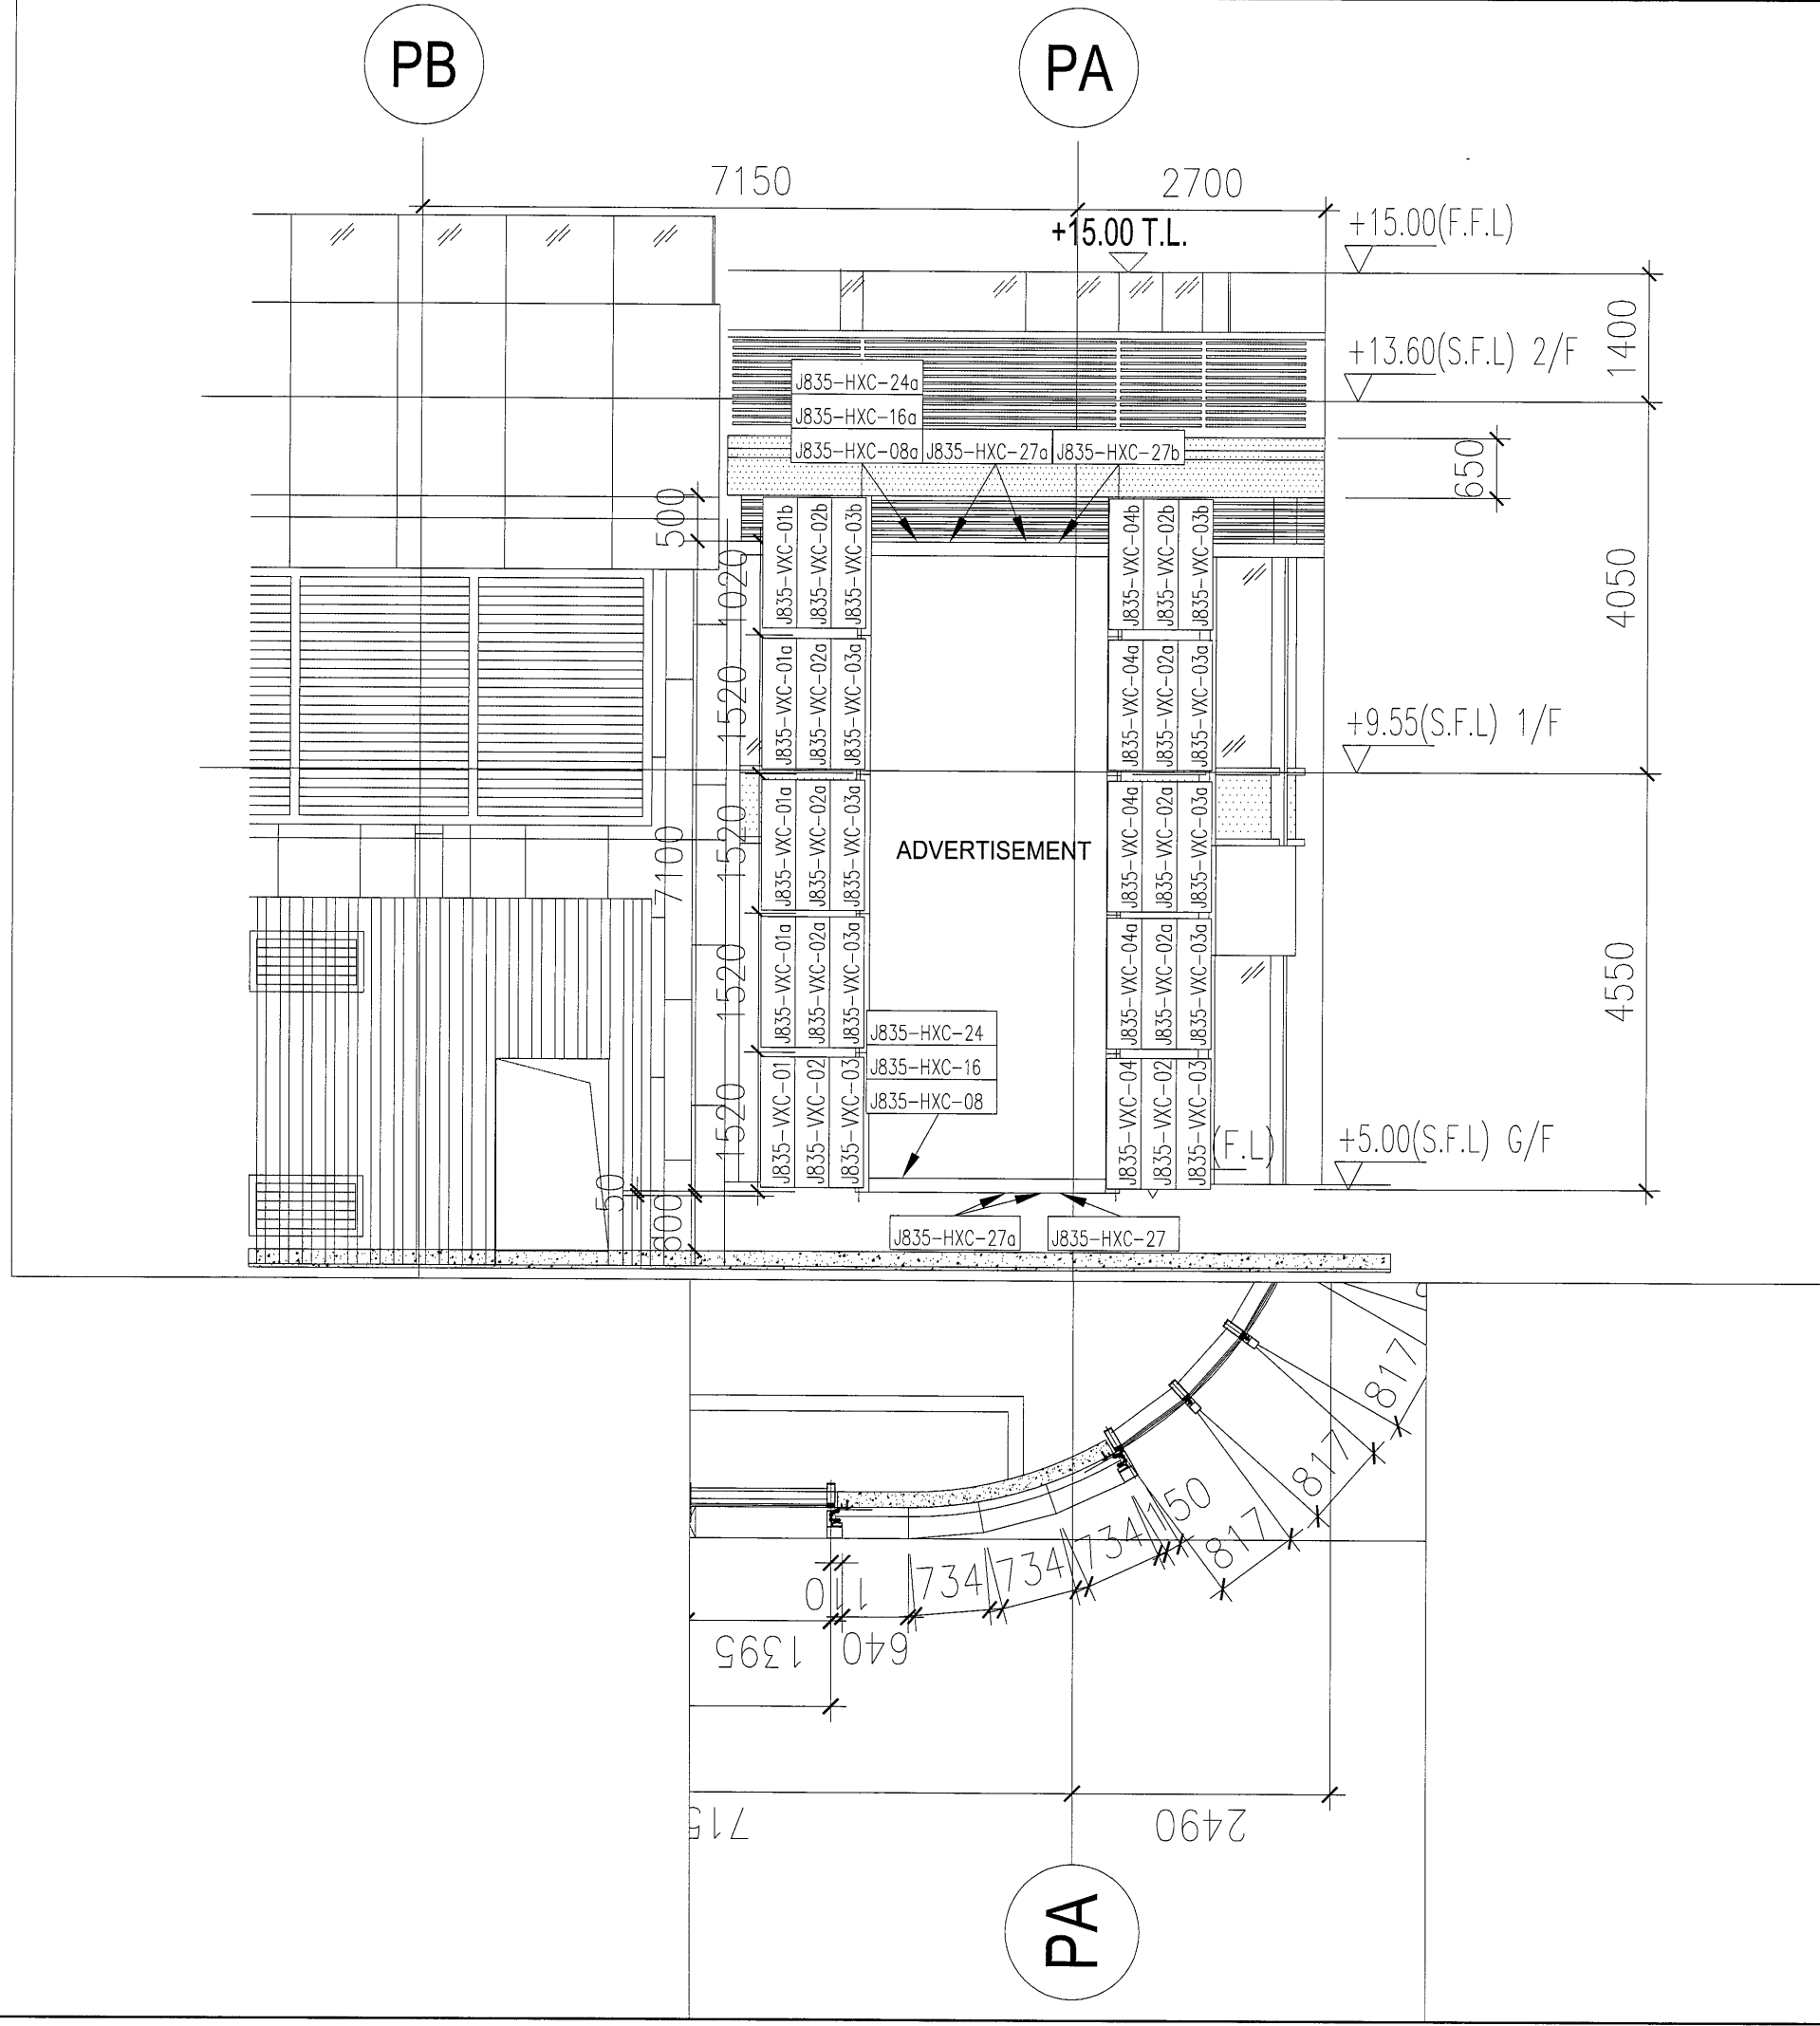 PB
PA
7150
2700
+15.00 T.L.
+15.00(F.F.L)
1400
+13.60(S.F.L) 2/F
J835-HXC-24a
J835-HXC-16a
J835-HXC-08a
J835-HXC-27a
J835-HXC-27b
650
500
1020
J835-VXC-01b
J835-VXC-02b
J835-VXC-03b
J835-VXC-04b
J835-VXC-02b
J835-VXC-03b
4050
1520
J835-VXC-01a
J835-VXC-02a
J835-VXC-03a
J835-VXC-04a
J835-VXC-02a
J835-VXC-03a
+9.55(S.F.L) 1/F
7100
1520
J835-VXC-01a
J835-VXC-02a
J835-VXC-03a
ADVERTISEMENT
J835-VXC-04a
J835-VXC-02a
J835-VXC-03a
1520
J835-VXC-01a
J835-VXC-02a
J835-VXC-03a
J835-VXC-04a
J835-VXC-02a
J835-VXC-03a
4550
J835-HXC-24
J835-HXC-16
J835-HXC-08
1520
J835-VXC-01
J835-VXC-02
J835-VXC-03
J835-VXC-04
J835-VXC-02
J835-VXC-03
(F.L)
+5.00(S.F.L) G/F
50
600
J835-HXC-27a
J835-HXC-27
817
817
817
150
734
734
734
110
640
1395
715
2490
PA